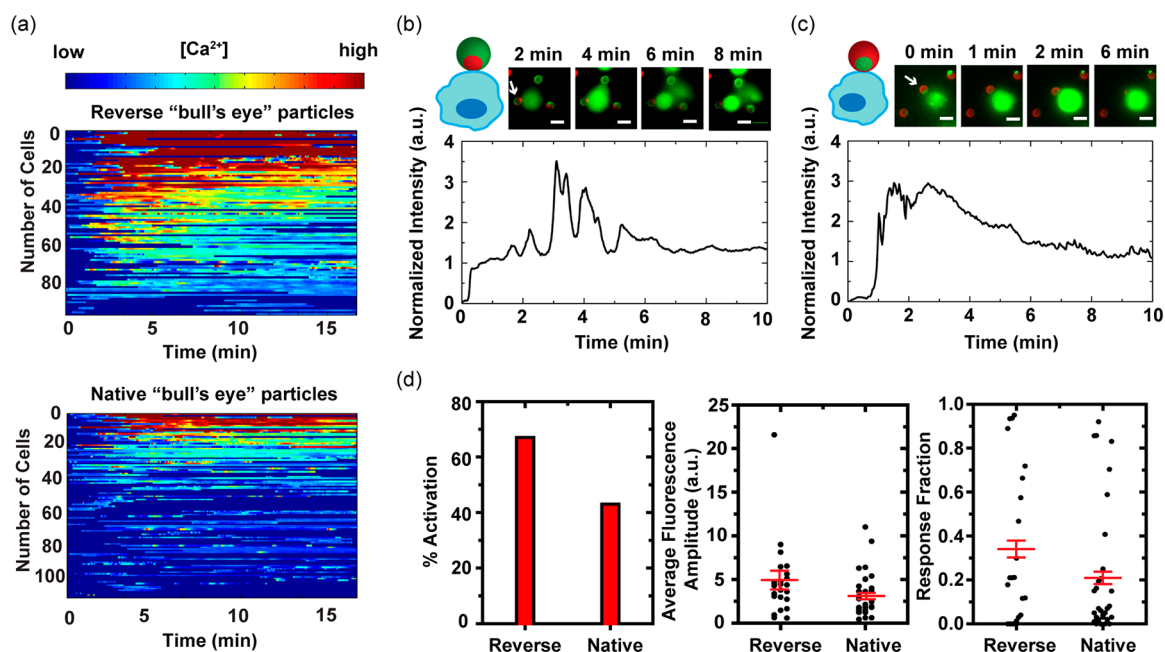 (a)
low [Ca²⁺] high
Reverse “bull’s eye” particles
Number of Cells
0
20
40
60
80
0 5 10 15
Time (min)
Native “bull’s eye” particles
Number of Cells
0
20
40
60
80
100
0 5 10 15
Time (min)
(b)
2 min 4 min 6 min 8 min
Normalized Intensity (a.u.)
4
3
2
1
0
0 2 4 6 8 10
Time (min)
(c)
0 min 1 min 2 min 6 min
Normalized Intensity (a.u.)
4
3
2
1
0
0 2 4 6 8 10
Time (min)
(d)
% Activation
80
60
40
20
0
Reverse Native
Average Fluorescence
Amplitude (a.u.)
25
20
15
10
5
0
Reverse Native
Response Fraction
1.0
0.8
0.6
0.4
0.2
0.0
Reverse Native